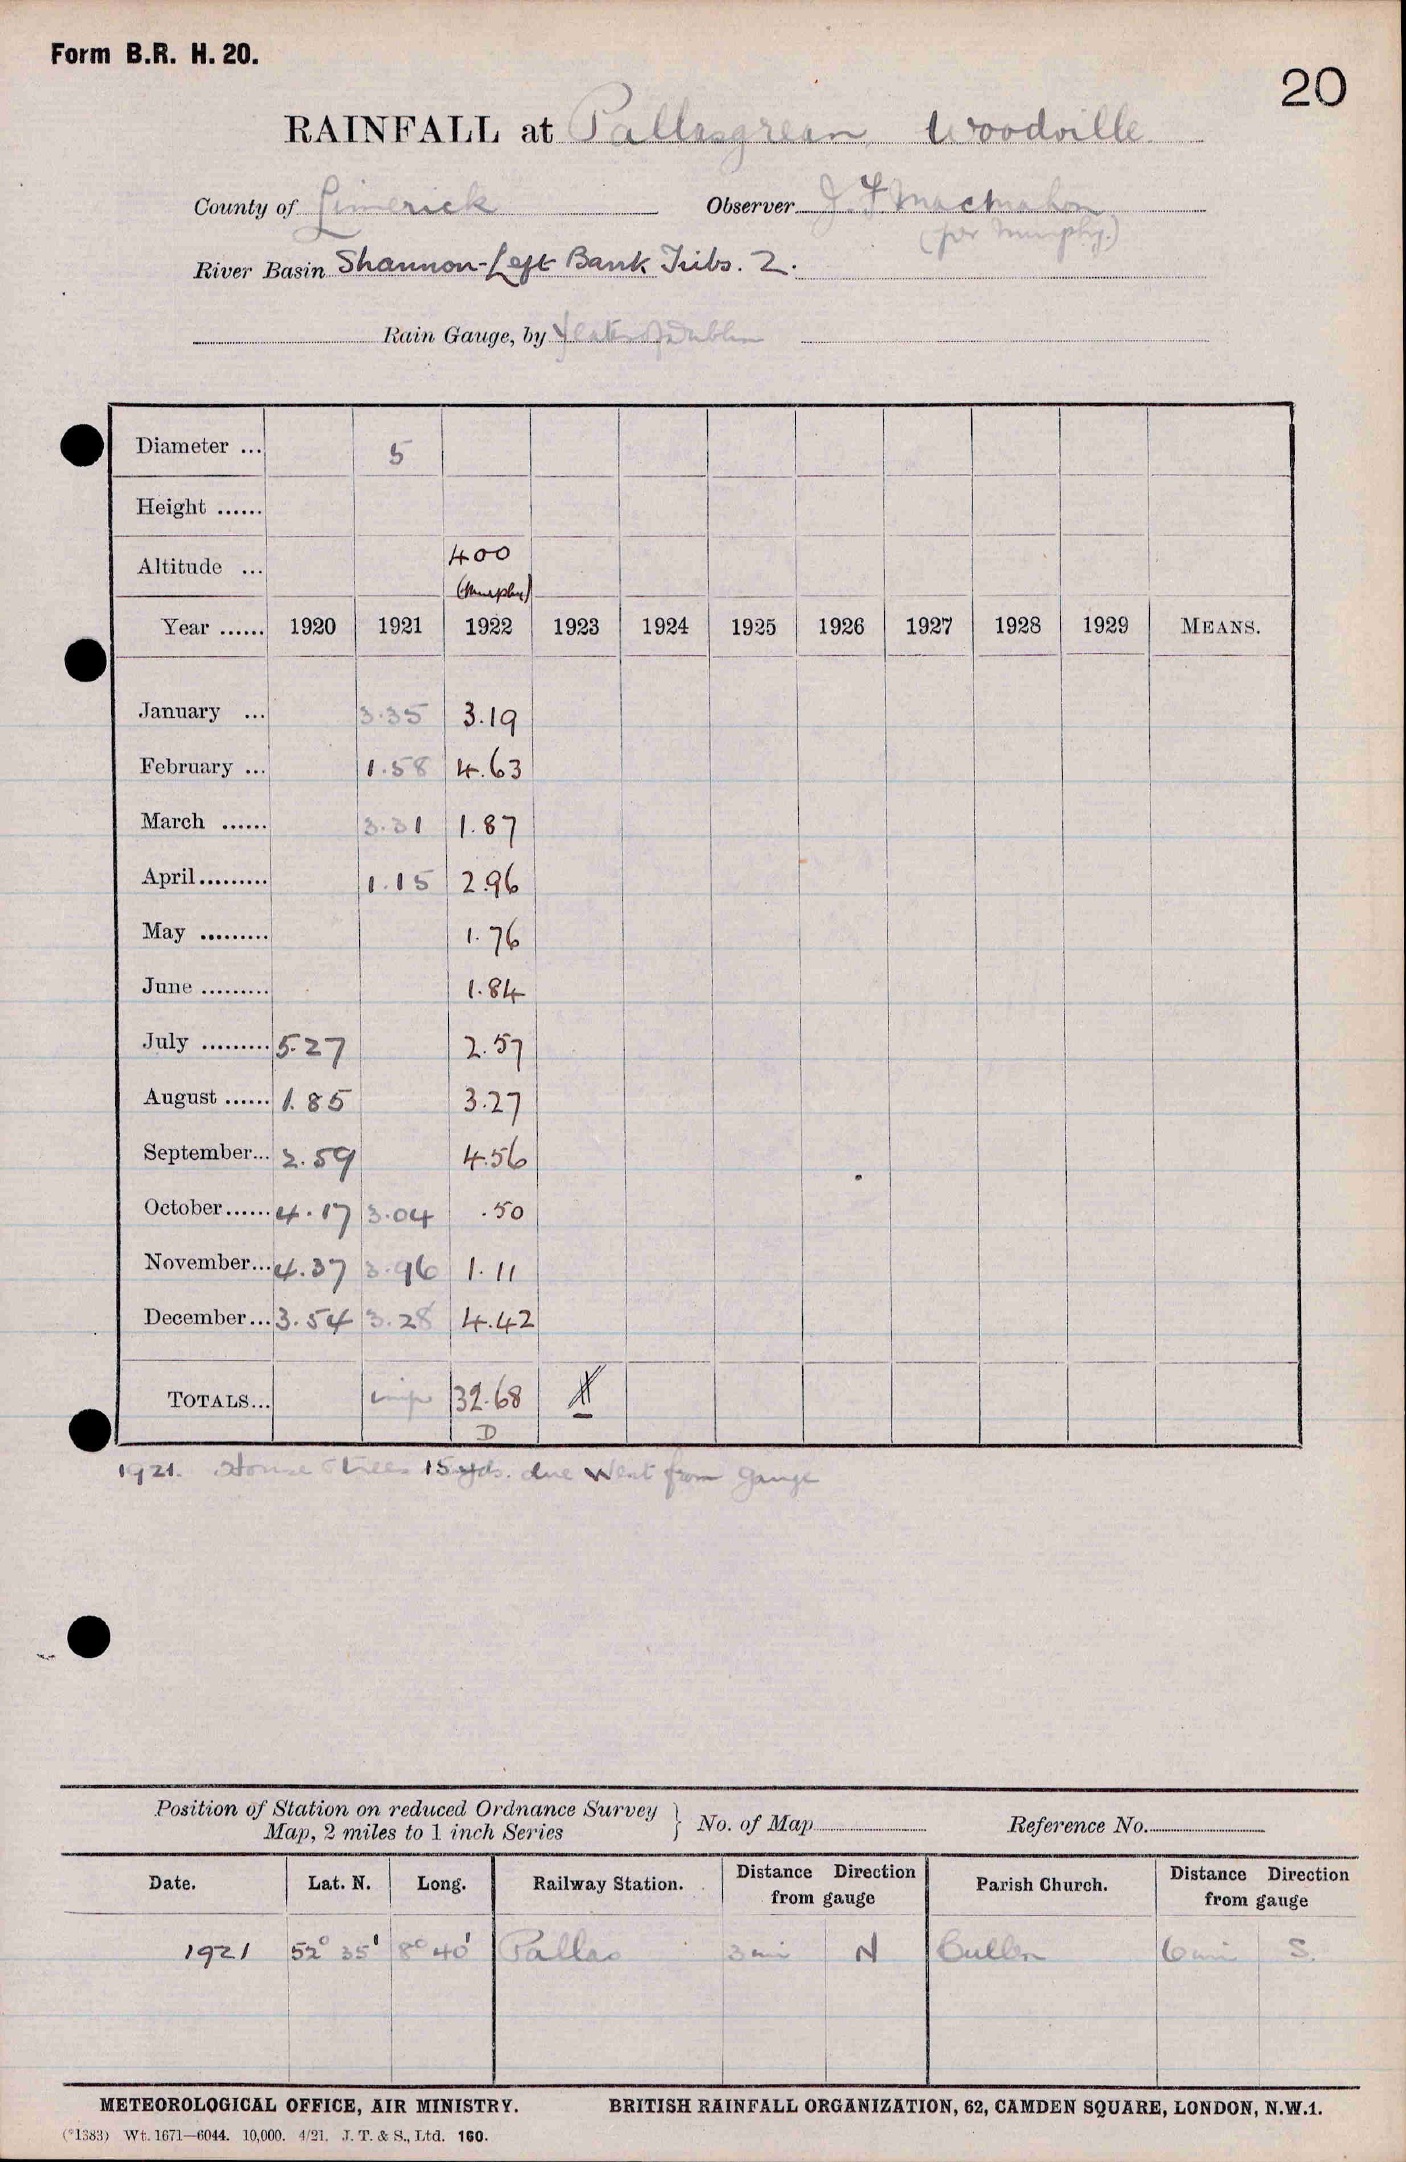 Form B.R. H. 20.
20
RAINFALL at Pallasgrean, Woodville.
County of Limerick Observer J. F. MacMahon
(for Murphy.)
River Basin Shannon-Left Bank Tribs. 2.
Rain Gauge, by Yeates of Dublin
Diameter ... 5
Height ......
Altitude ... 400
(Murphy)
Year ...... 1920 1921 1922 1923 1924 1925 1926 1927 1928 1929 MEANS.
January ... 3.35 3.19
February ... 1.58 4.63
March ...... 3.31 1.87
April......... 1.15 2.96
May ......... 1.76
June ......... 1.84
July ......... 5.27 2.57
August ...... 1.85 3.27
September... 2.59 4.56
October...... 4.17 3.04 .50
November... 4.37 3.96 1.11
December... 3.54 3.28 4.42
TOTALS... imp 32.68
D
1921. House & trees 15 yds. due West from gauge
Position of Station on reduced Ordnance Survey
Map, 2 miles to 1 inch Series } No. of Map Reference No.
Date. Lat. N. Long. Railway Station. Distance Direction from gauge Parish Church. Distance Direction from gauge
1921 52° 35' 8° 40' Pallas 3 mi N Cullen 6 mi S.
METEOROLOGICAL OFFICE, AIR MINISTRY. BRITISH RAINFALL ORGANIZATION, 62, CAMDEN SQUARE, LONDON, N.W.1.
(*1383) Wt. 1671—6044. 10,000. 4/21. J. T. & S., Ltd. 160.